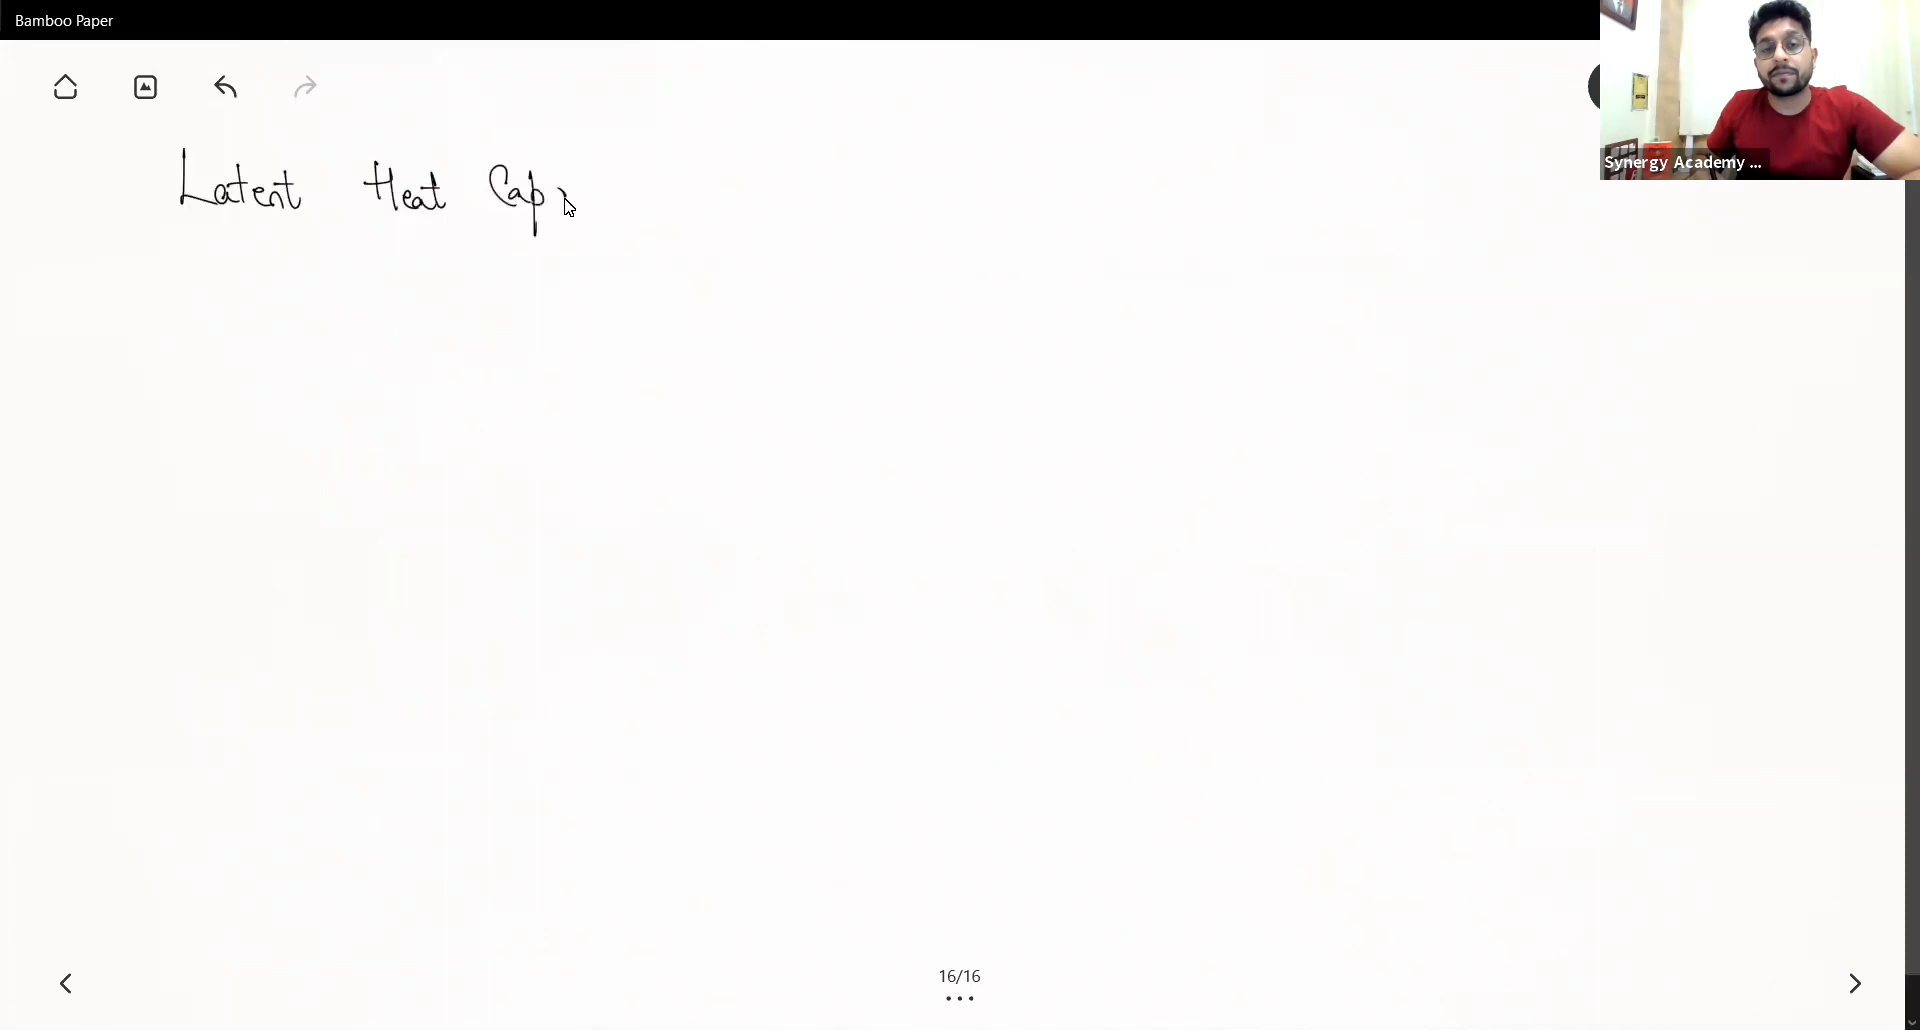 Bamboo Paper
Synergy Academy ...
Latent Heat Cap
16/16